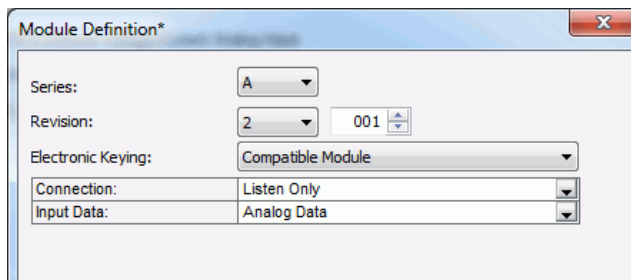 Module Definition*
Series: A
Revision: 2 001
Electronic Keying: Compatible Module
Connection: Listen Only
Input Data: Analog Data